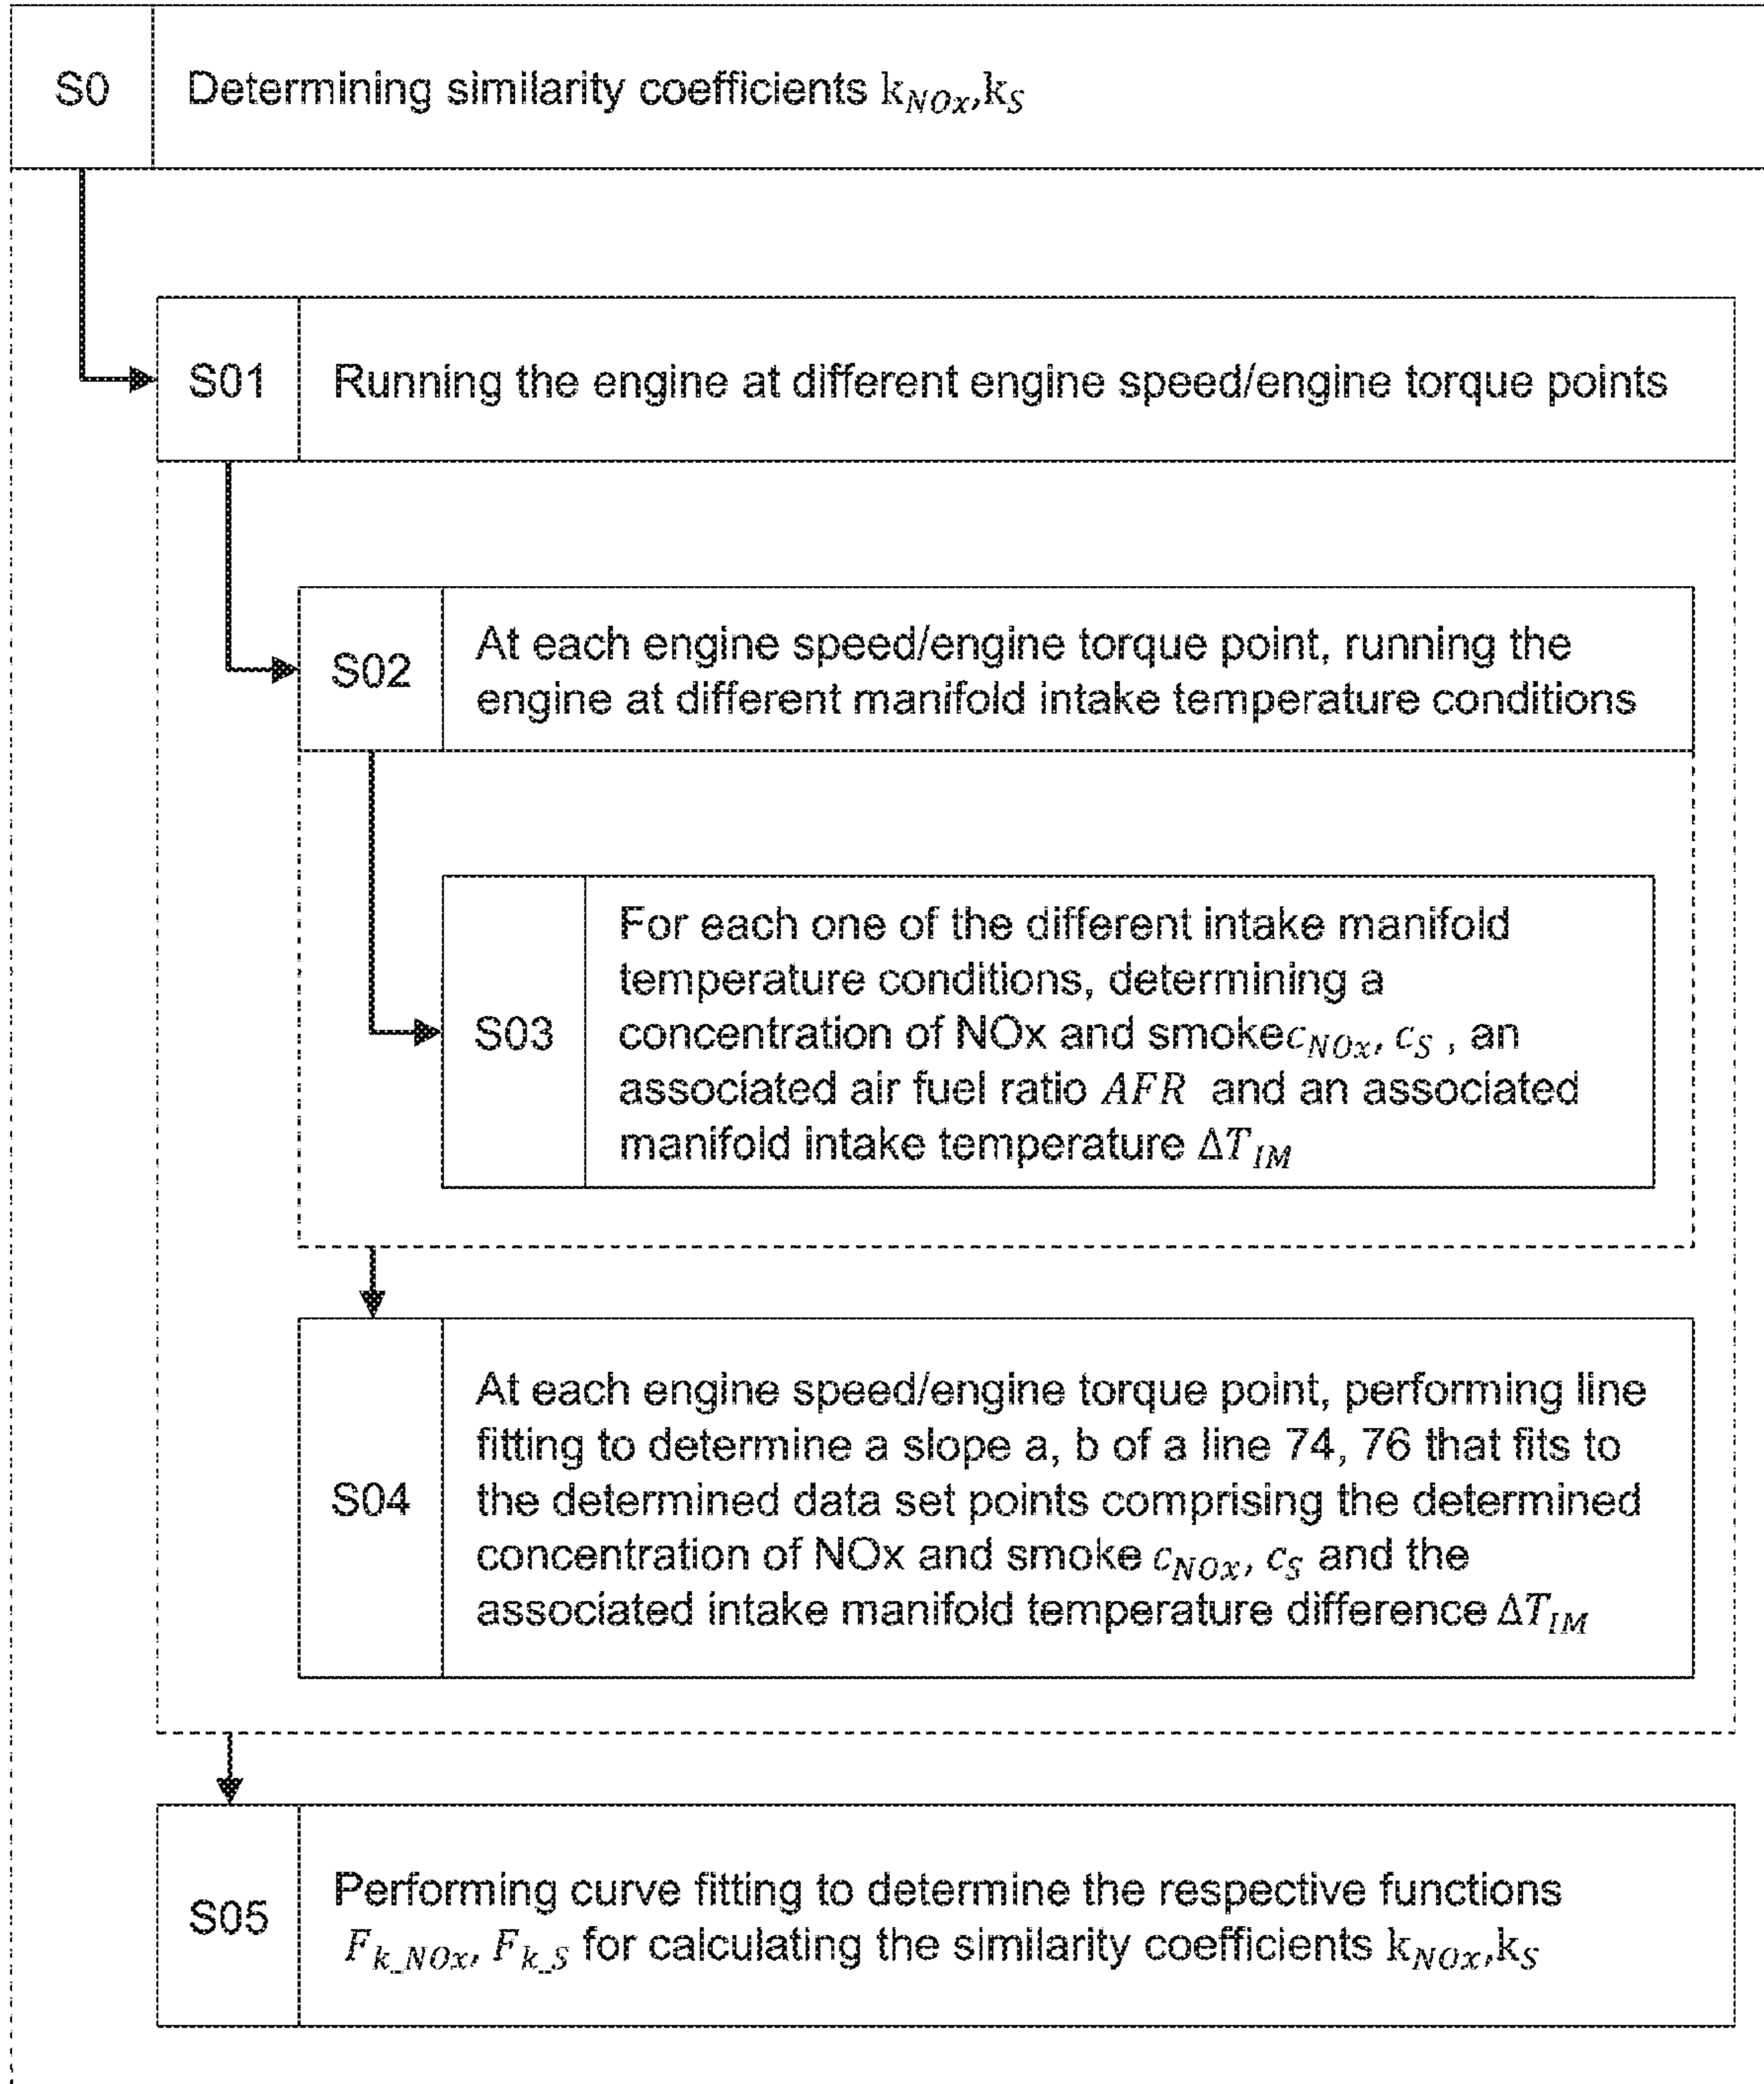 S0 Determining similarity coefficients k_NOx,k_S
S01 Running the engine at different engine speed/engine torque points
S02
At each engine speed/engine torque point, running the
engine at different manifold intake temperature conditions
S03
For each one of the different intake manifold
temperature conditions, determining a
concentration of NOx and smoke c_NOx, c_S , an
associated air fuel ratio AFR and an associated
manifold intake temperature ΔT_IM
S04
At each engine speed/engine torque point, performing line
fitting to determine a slope a, b of a line 74, 76 that fits to
the determined data set points comprising the determined
concentration of NOx and smoke c_NOx, c_S and the
associated intake manifold temperature difference ΔT_IM
S05
Performing curve fitting to determine the respective functions
F_k_NOx, F_k_S for calculating the similarity coefficients k_NOx,k_S